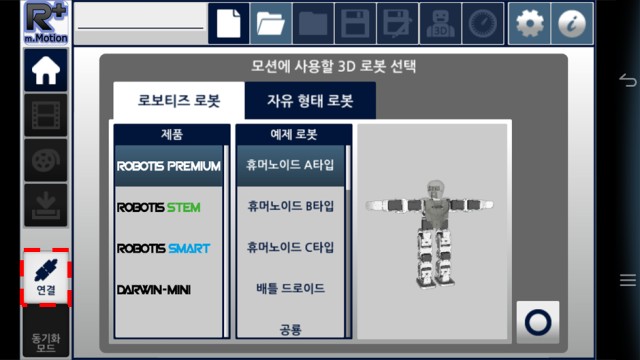 R+
m.Motion
3D
i
모션에 사용할 3D 로봇 선택
로보티즈 로봇
자유 형태 로봇
제품
예제 로봇
ROBOTIS PREMIUM
휴머노이드 A타입
ROBOTIS STEM
휴머노이드 B타입
ROBOTIS SMART
휴머노이드 C타입
DARWIN-MINI
배틀 드로이드
공룡
연결
동기화
모드